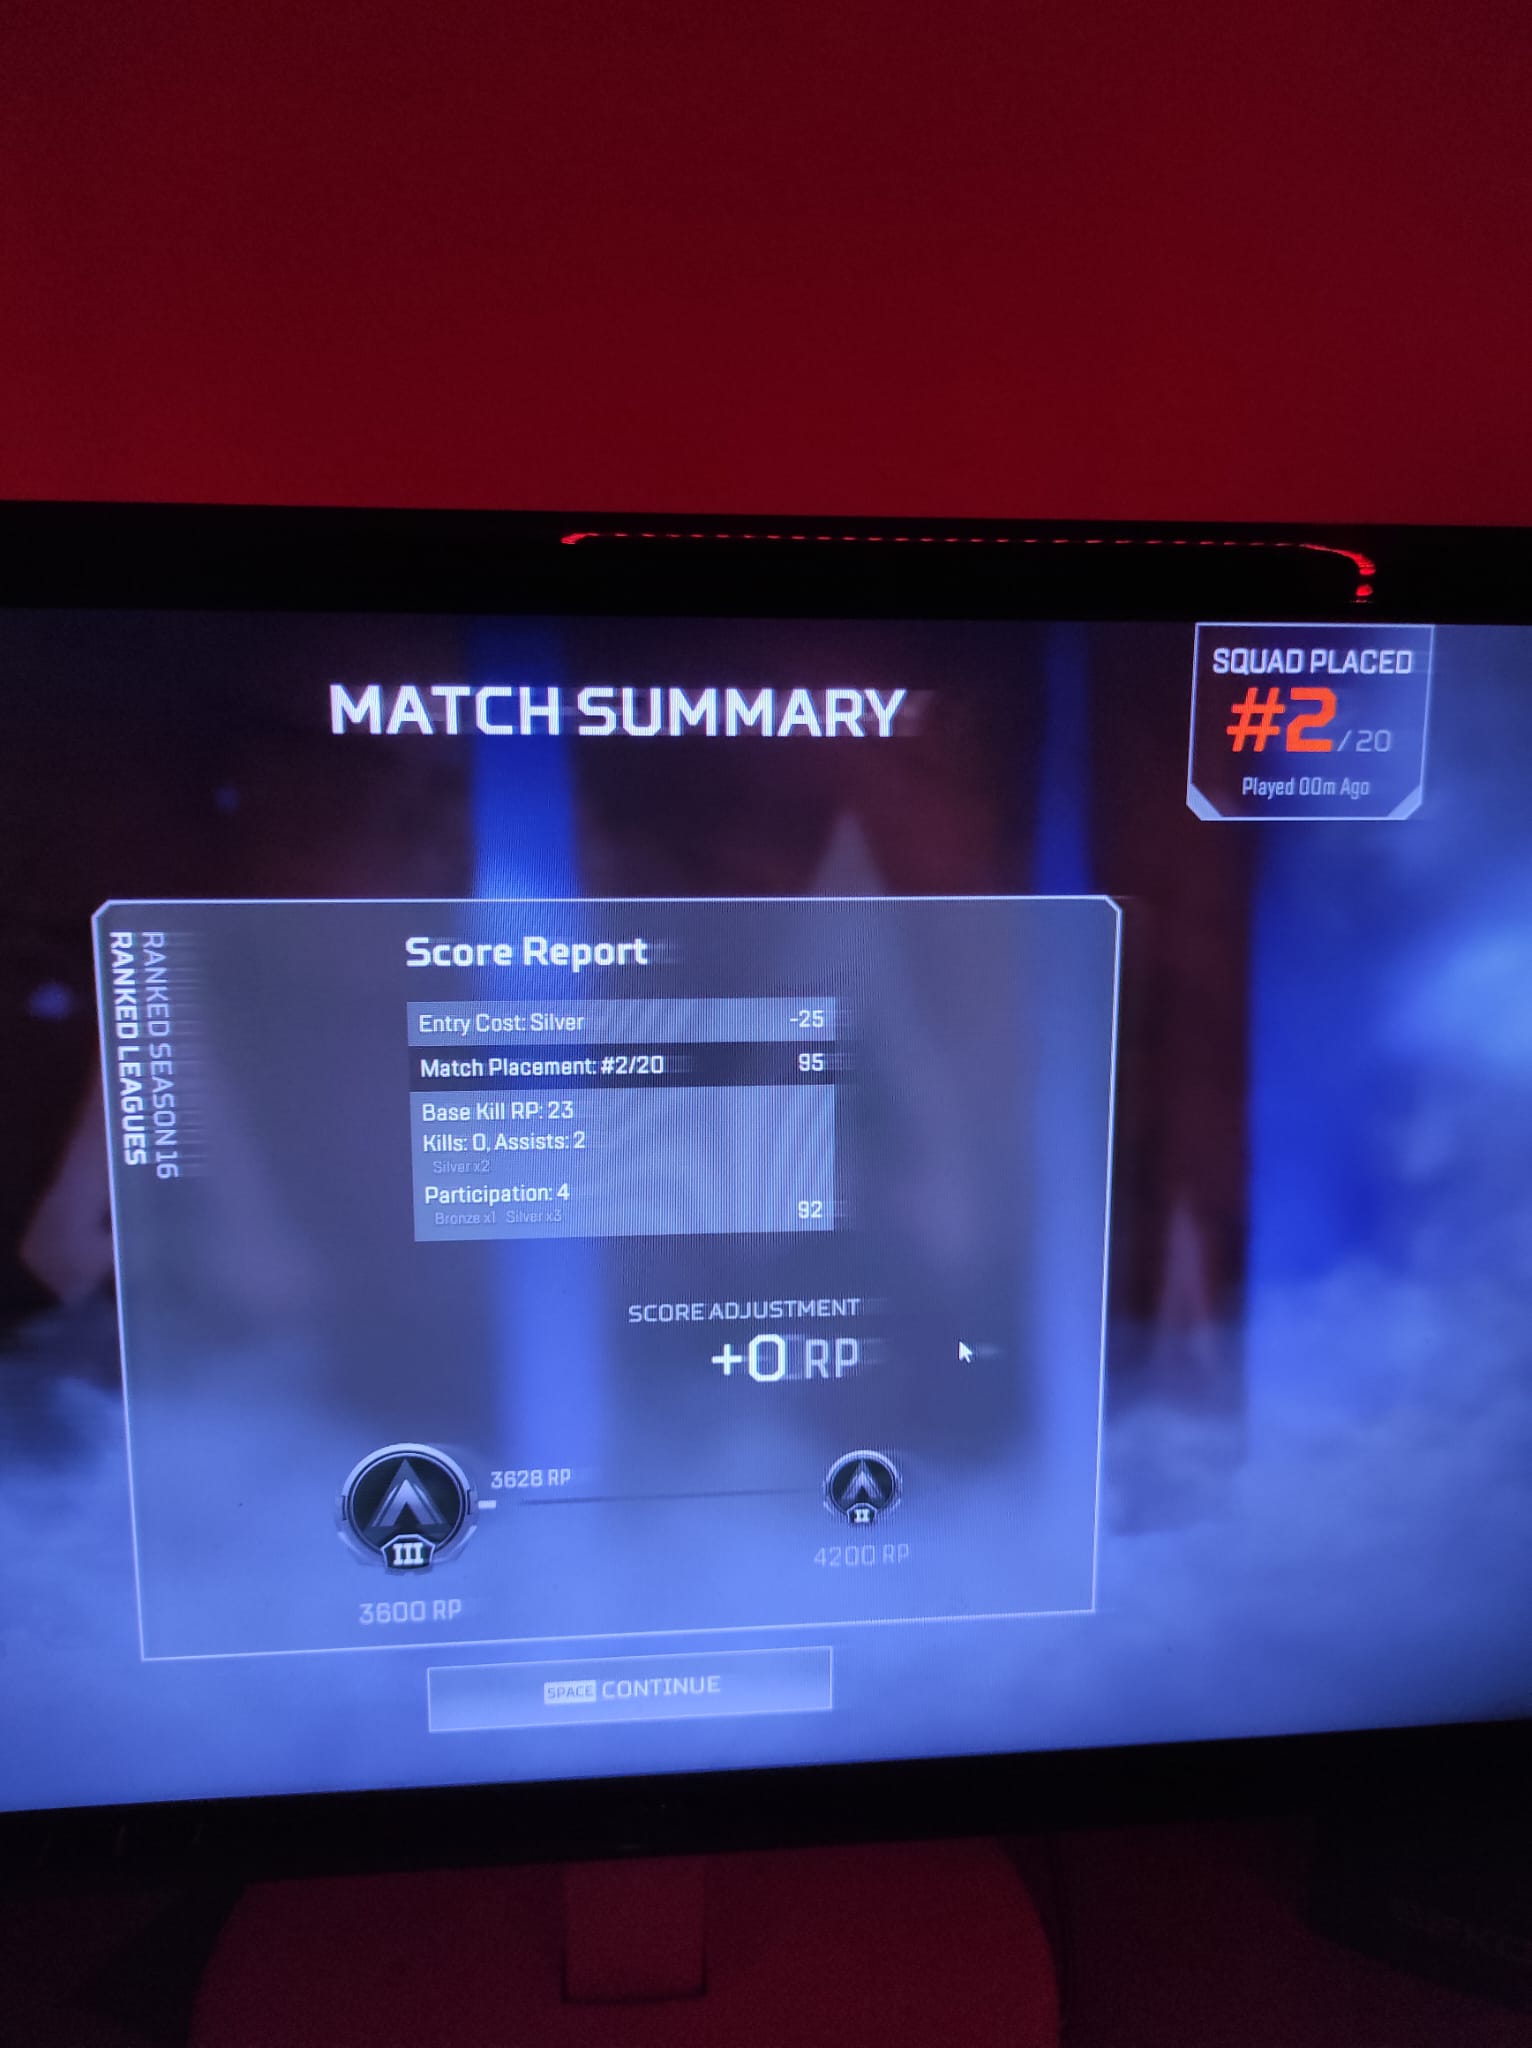 MATCH SUMMARY
SQUAD PLACED
#2/20
Played 00m Ago
RANKED LEAGUES
RANKED SEASON 16
Score Report
Entry Cost: Silver -25
Match Placement: #2/20 95
Base Kill RP: 23
Kills: 0, Assists: 2
Silver x2
Participation: 4
Bronze x1 Silver x3 92
SCORE ADJUSTMENT
+0 RP
3628 RP
III
II
3600 RP
4200 RP
SPACE CONTINUE